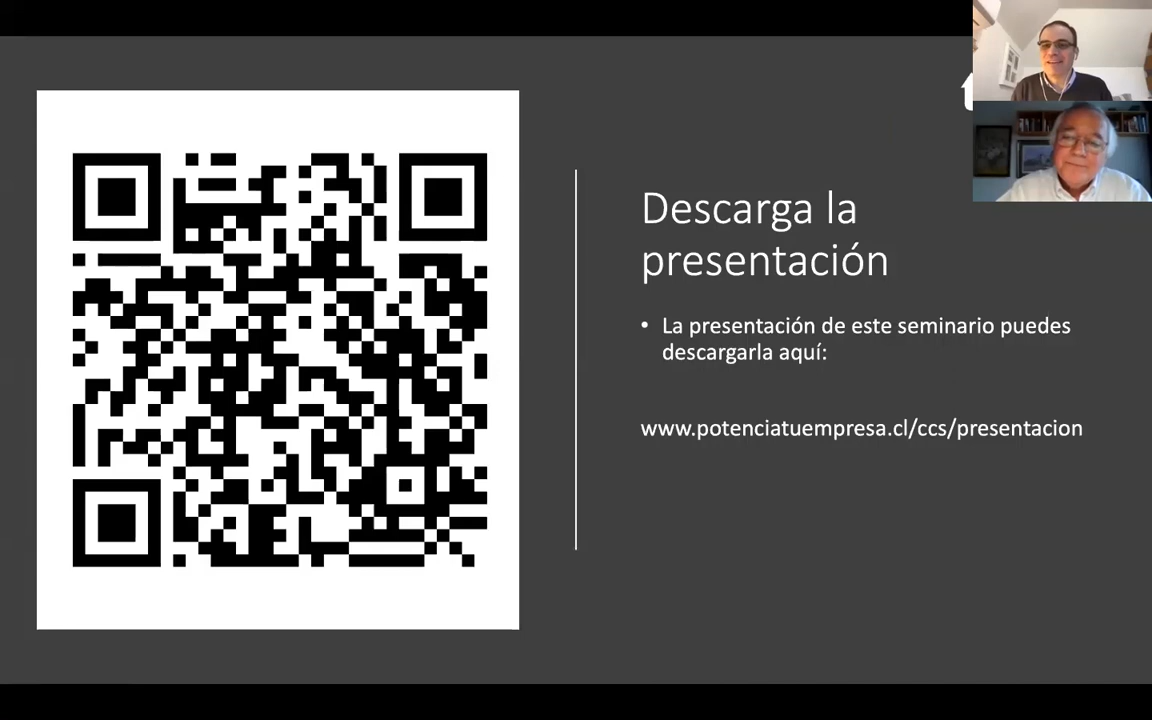 Descarga la
presentación
• La presentación de este seminario puedes
descargarla aquí:
www.potenciatuempresa.cl/ccs/presentacion